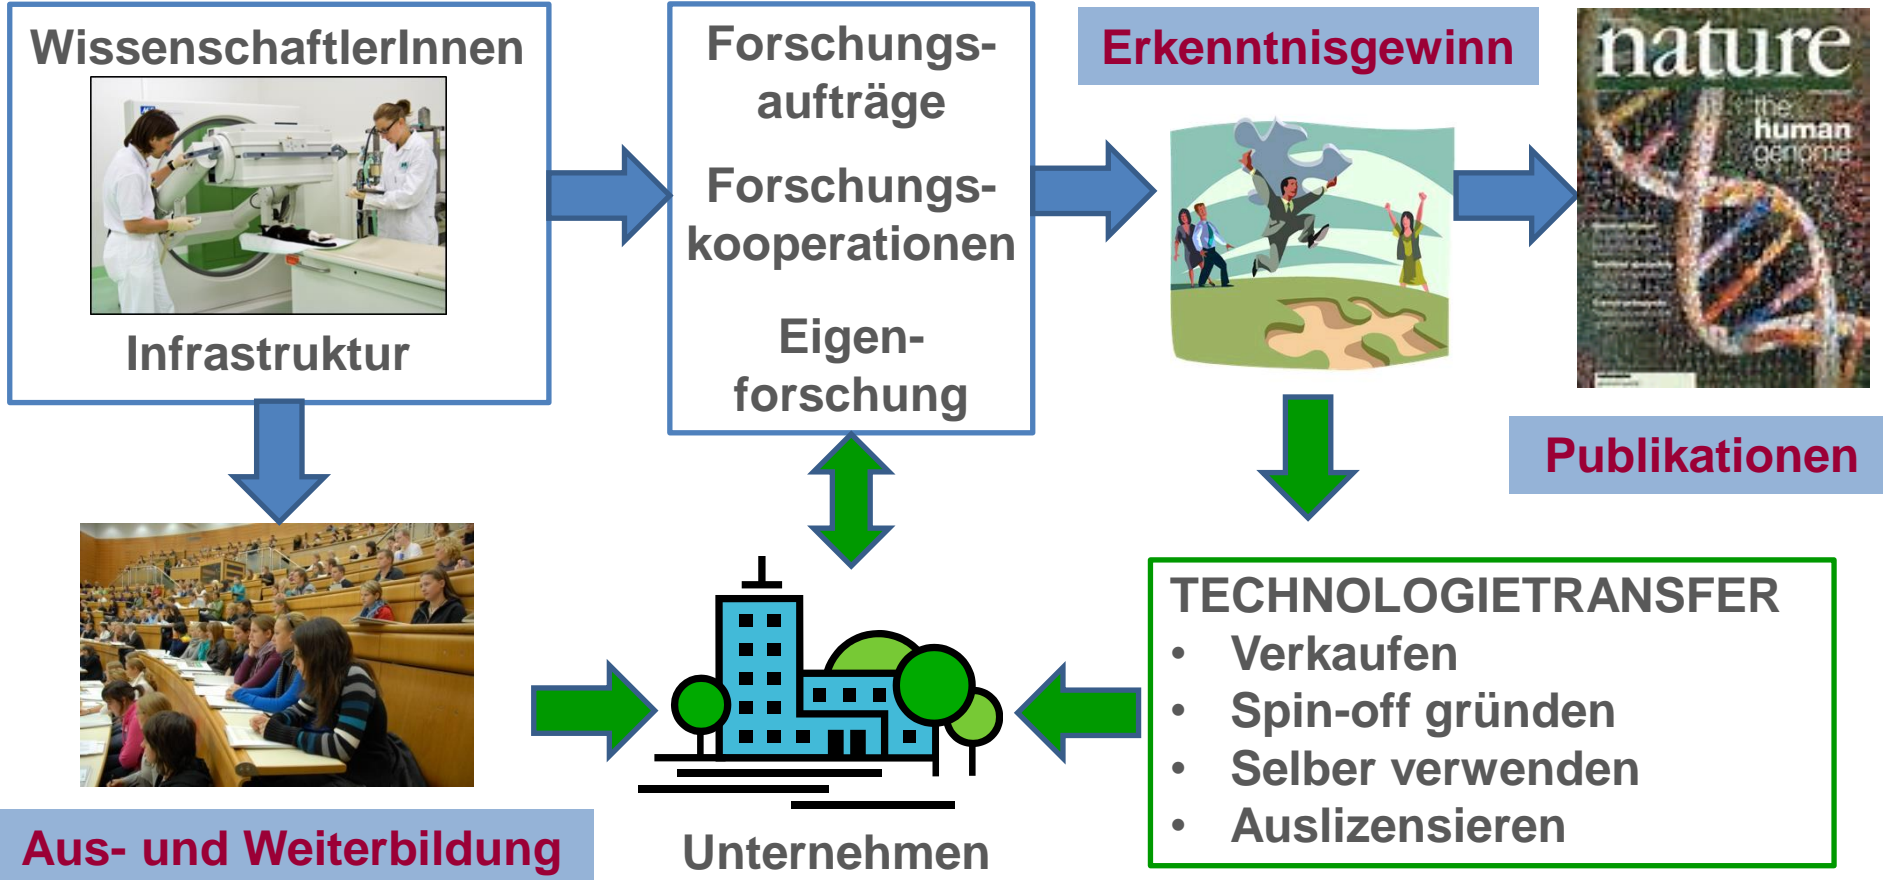 WissenschaftlerInnen
Infrastruktur
Forschungs-
aufträge
Forschungs-
kooperationen
Eigen-
forschung
Erkenntnisgewinn
nature
the
human
genome
Publikationen
Aus- und Weiterbildung
Unternehmen
TECHNOLOGIETRANSFER
• Verkaufen
• Spin-off gründen
• Selber verwenden
• Auslizensieren